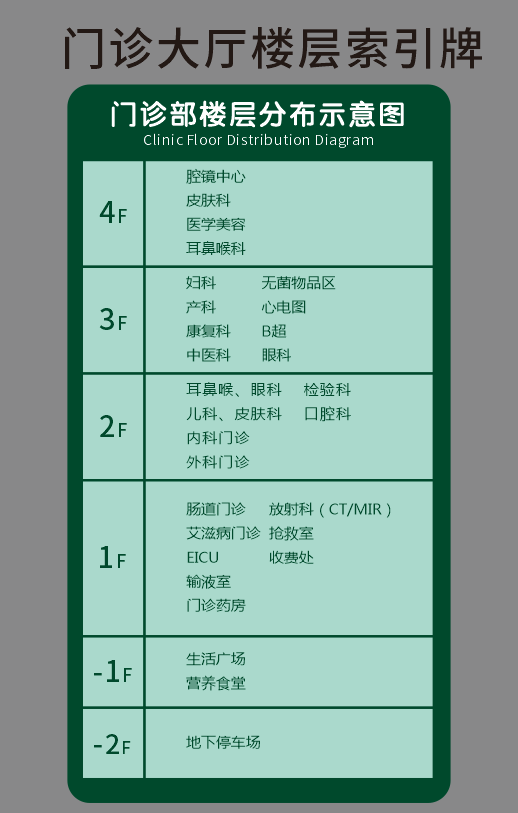 门诊大厅楼层索引牌
门诊部楼层分布示意图
Clinic Floor Distribution Diagram
4F
腔镜中心
皮肤科
医学美容
耳鼻喉科
3F
妇科 无菌物品区
产科 心电图
康复科 B超
中医科 眼科
2F
耳鼻喉、眼科 检验科
儿科、皮肤科 口腔科
内科门诊
外科门诊
1F
肠道门诊 放射科（CT/MIR）
艾滋病门诊 抢救室
EICU 收费处
输液室
门诊药房
-1F
生活广场
营养食堂
-2F
地下停车场